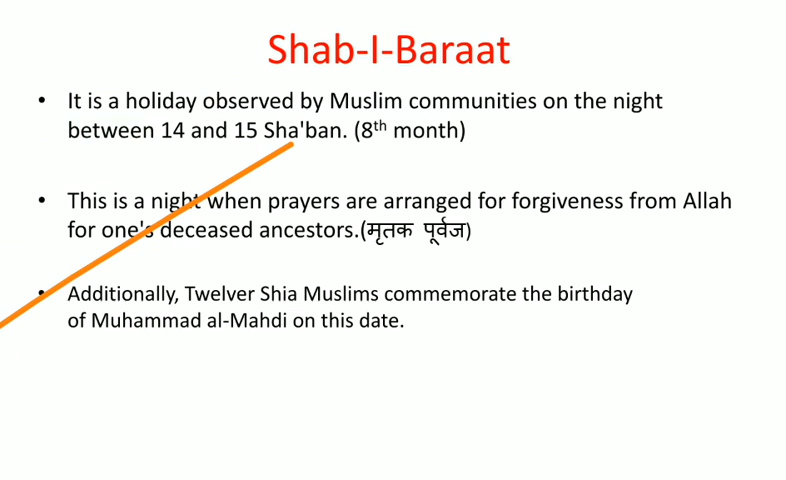 Shab-I-Baraat
• It is a holiday observed by Muslim communities on the night
between 14 and 15 Sha'ban. (8th month)
• This is a night when prayers are arranged for forgiveness from Allah
for one's deceased ancestors.(मृतक पूर्वज)
• Additionally, Twelver Shia Muslims commemorate the birthday
of Muhammad al-Mahdi on this date.